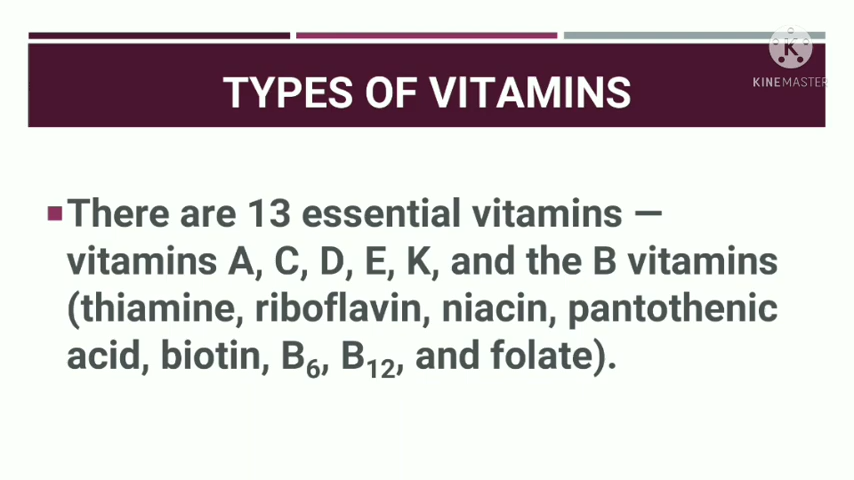 K
KINEMASTER
TYPES OF VITAMINS
There are 13 essential vitamins —
vitamins A, C, D, E, K, and the B vitamins
(thiamine, riboflavin, niacin, pantothenic
acid, biotin, B₆, B₁₂, and folate).